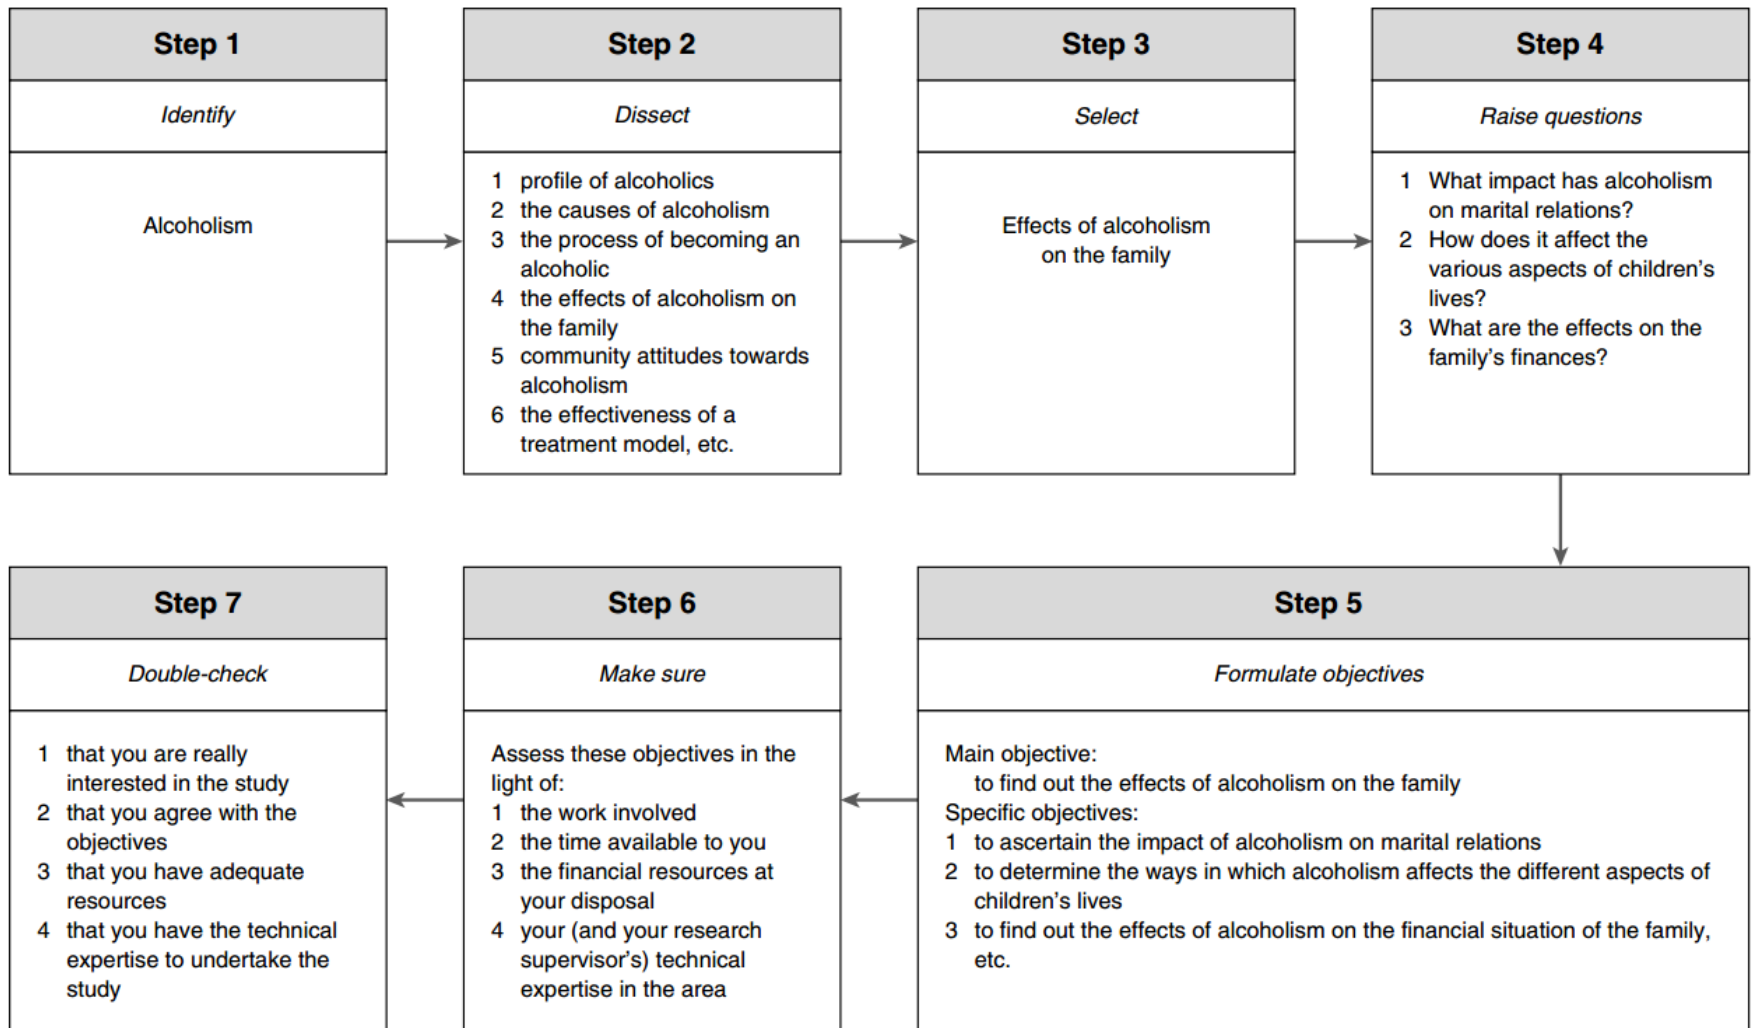 Step 1
Identify
Alcoholism
Step 2
Dissect
1 profile of alcoholics
2 the causes of alcoholism
3 the process of becoming an
alcoholic
4 the effects of alcoholism on
the family
5 community attitudes towards
alcoholism
6 the effectiveness of a
treatment model, etc.
Step 3
Select
Effects of alcoholism
on the family
Step 4
Raise questions
1 What impact has alcoholism
on marital relations?
2 How does it affect the
various aspects of children's
lives?
3 What are the effects on the
family's finances?
Step 5
Formulate objectives
Main objective:
to find out the effects of alcoholism on the family
Specific objectives:
1 to ascertain the impact of alcoholism on marital relations
2 to determine the ways in which alcoholism affects the different aspects of
children's lives
3 to find out the effects of alcoholism on the financial situation of the family,
etc.
Step 6
Make sure
Assess these objectives in the
light of:
1 the work involved
2 the time available to you
3 the financial resources at
your disposal
4 your (and your research
supervisor's) technical
expertise in the area
Step 7
Double-check
1 that you are really
interested in the study
2 that you agree with the
objectives
3 that you have adequate
resources
4 that you have the technical
expertise to undertake the
study